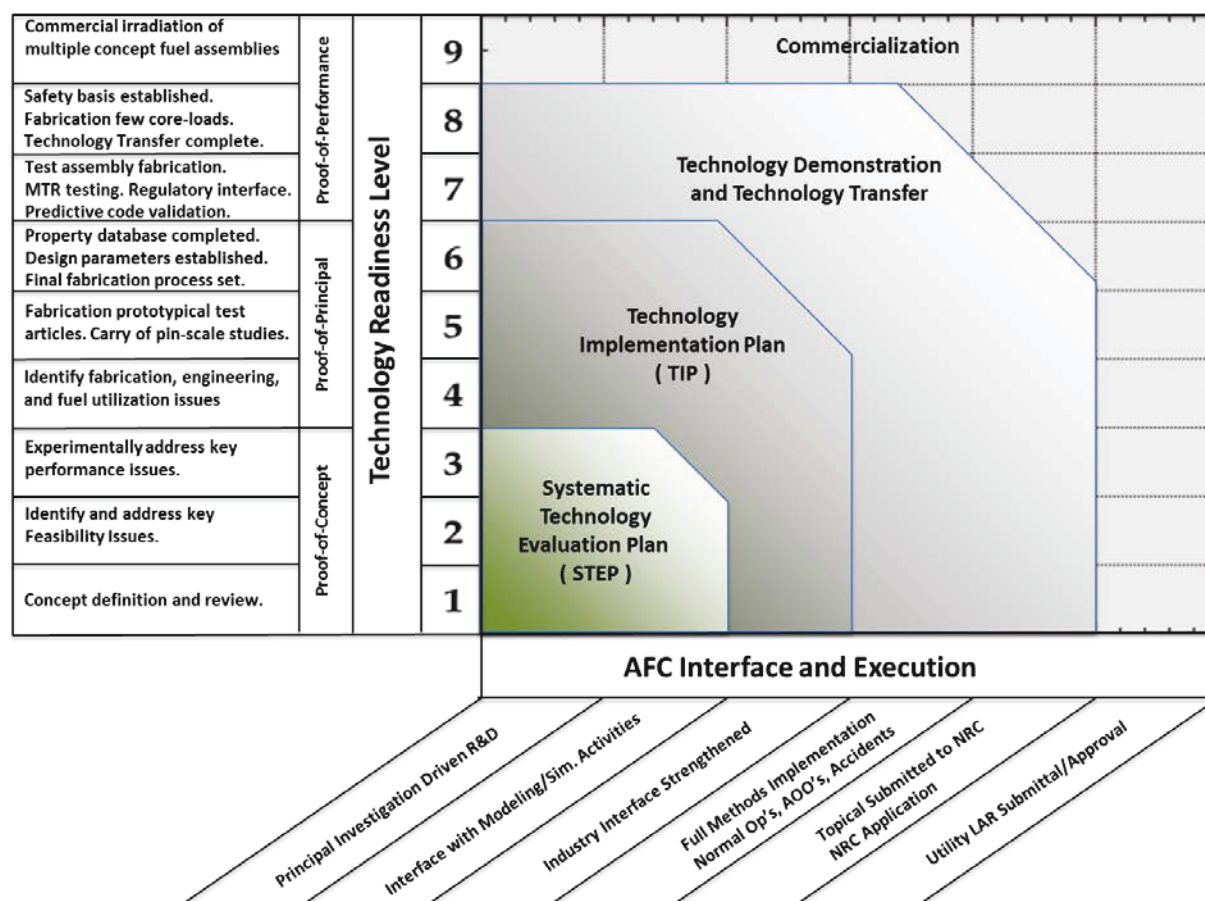 Commercial irradiation of
multiple concept fuel assemblies
Safety basis established.
Fabrication few core-loads.
Technology Transfer complete.
Test assembly fabrication.
MTR testing. Regulatory interface.
Predictive code validation.
Property database completed.
Design parameters established.
Final fabrication process set.
Fabrication prototypical test
articles. Carry of pin-scale studies.
Identify fabrication, engineering,
and fuel utilization issues
Experimentally address key
performance issues.
Identify and address key
Feasibility Issues.
Concept definition and review.
Proof-of-Performance
Proof-of-Principal
Proof-of-Concept
Technology Readiness Level
9
8
7
6
5
4
3
2
1
Commercialization
Technology Demonstration
and Technology Transfer
Technology
Implementation Plan
( TIP )
Systematic
Technology
Evaluation Plan
( STEP )
AFC Interface and Execution
Principal Investigation Driven R&D
Interface with Modeling/Sim. Activities
Industry Interface Strengthened
Full Methods Implementation
Normal Op's, AOO's, Accidents
Topical Submitted to NRC
NRC Application
Utility LAR Submittal/Approval